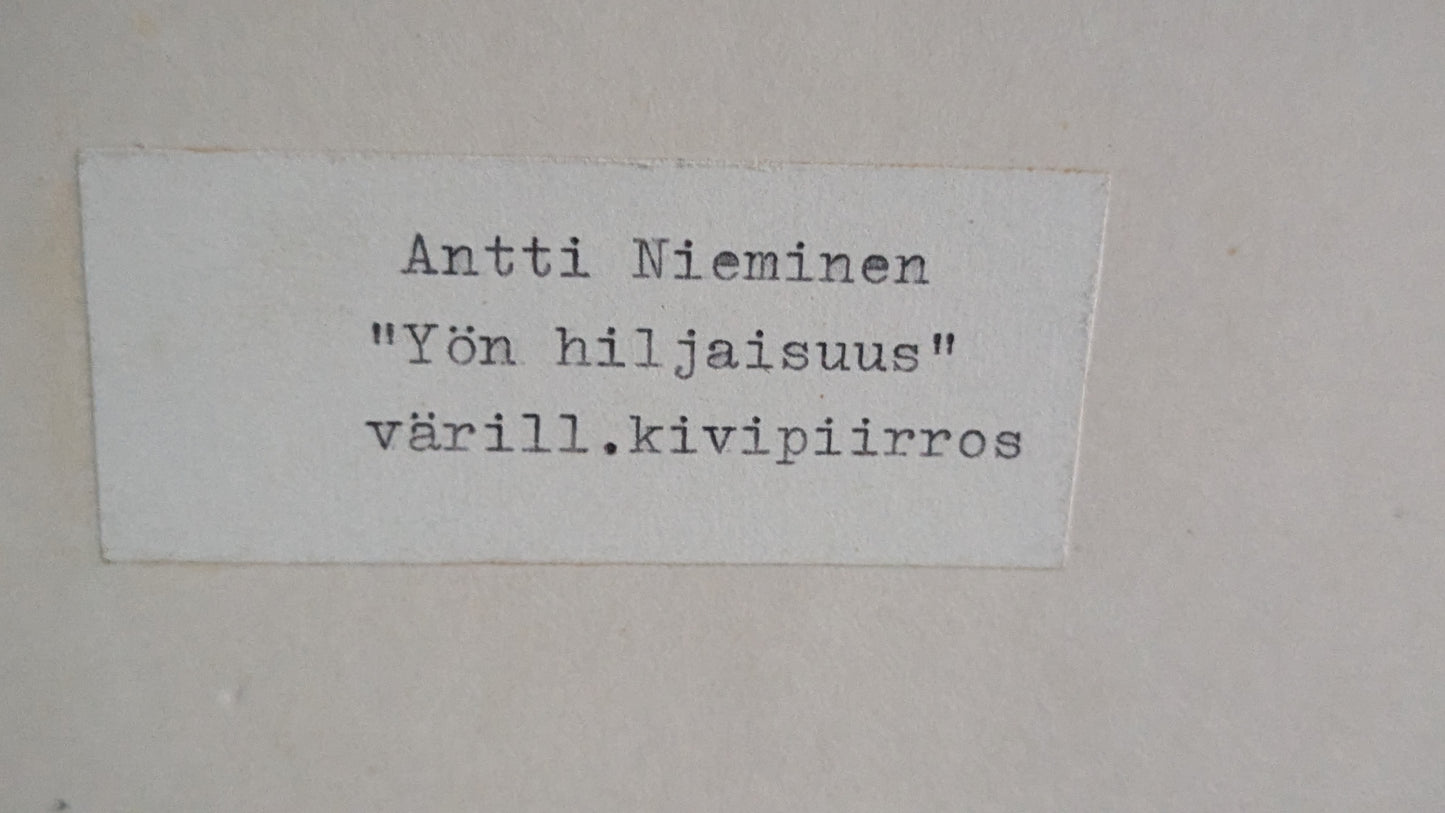 Antti Nieminen
"Yön hiljaisuus"
värill.kivipiirros